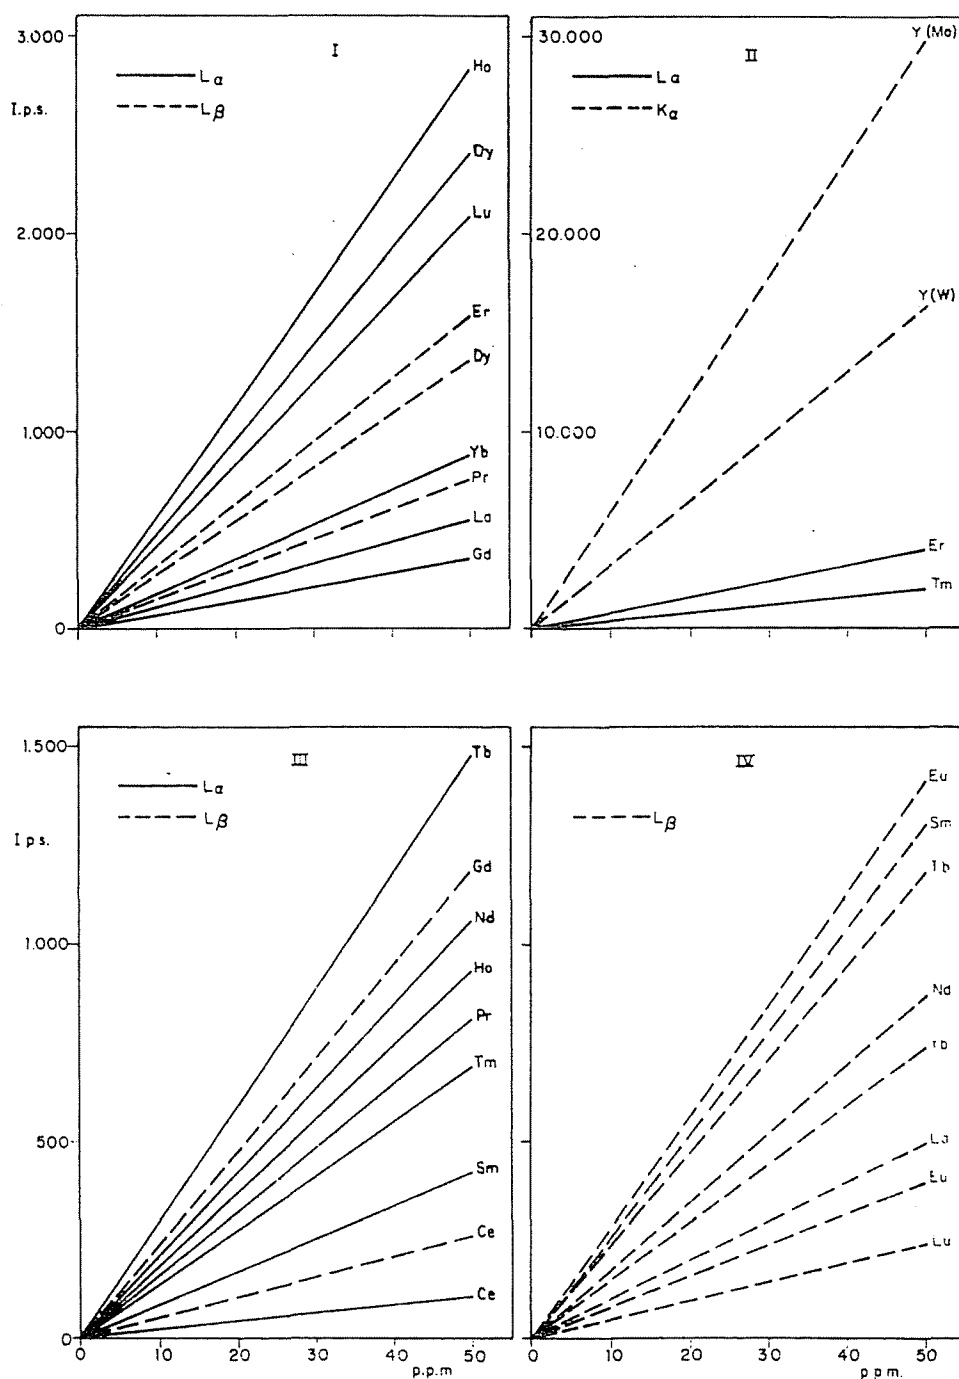 3.000
I
Lα
Lβ
I.p.s.
Ho
Dy
Lu
2.000
Er
Dy
1.000
Yb
Pr
La
Gd
0
30.000
II
Y (Mo)
Lα
Kα
20.000
Y(W)
10.000
Er
Tm
1.500
III
Tb
Lα
Lβ
I p s.
Gd
Nd
1.000
Ho
Pr
Tm
500
Sm
Ce
Ce
0
0 10 20 30 40 50
p.p.m
IV
Eu
Lβ
Sm
Nd
Eu
0 10 20 30 40 50
p p m.